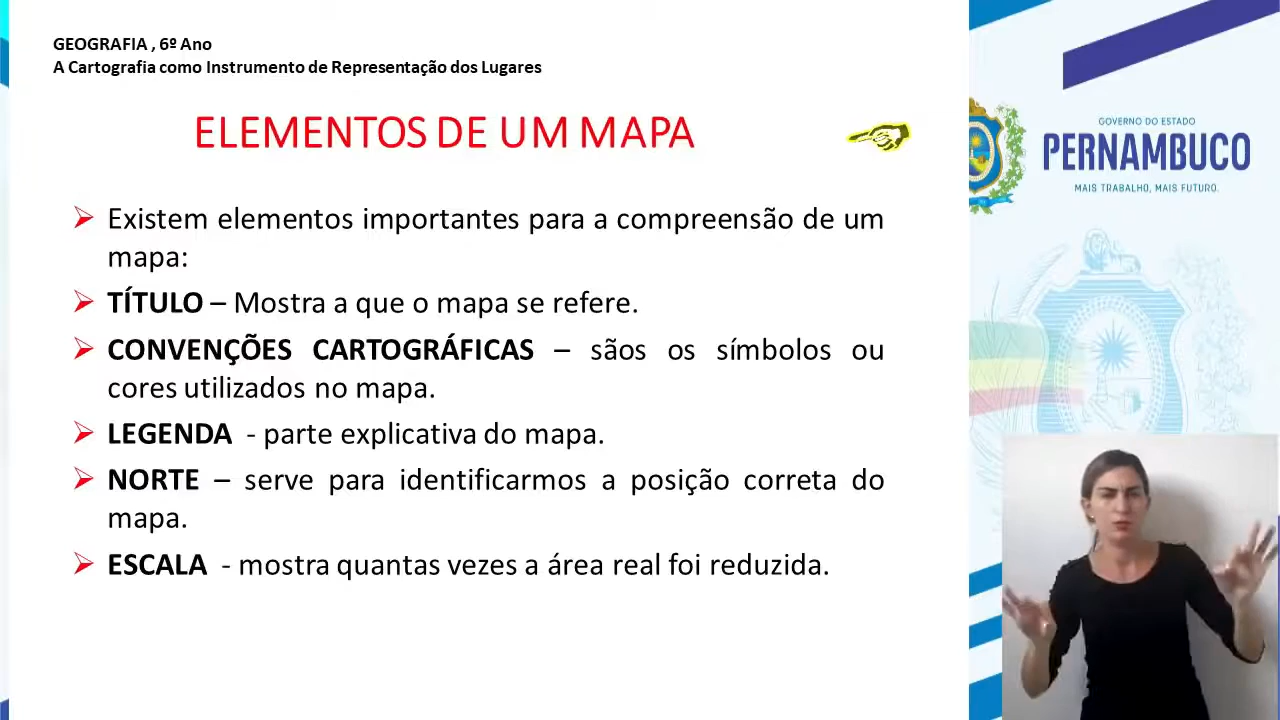 GEOGRAFIA , 6º Ano
A Cartografia como Instrumento de Representação dos Lugares
ELEMENTOS DE UM MAPA
Existem elementos importantes para a compreensão de um
mapa:
TÍTULO – Mostra a que o mapa se refere.
CONVENÇÕES CARTOGRÁFICAS – sãos os símbolos ou
cores utilizados no mapa.
LEGENDA - parte explicativa do mapa.
NORTE – serve para identificarmos a posição correta do
mapa.
ESCALA - mostra quantas vezes a área real foi reduzida.
GOVERNO DO ESTADO
PERNAMBUCO
MAIS TRABALHO, MAIS FUTURO.